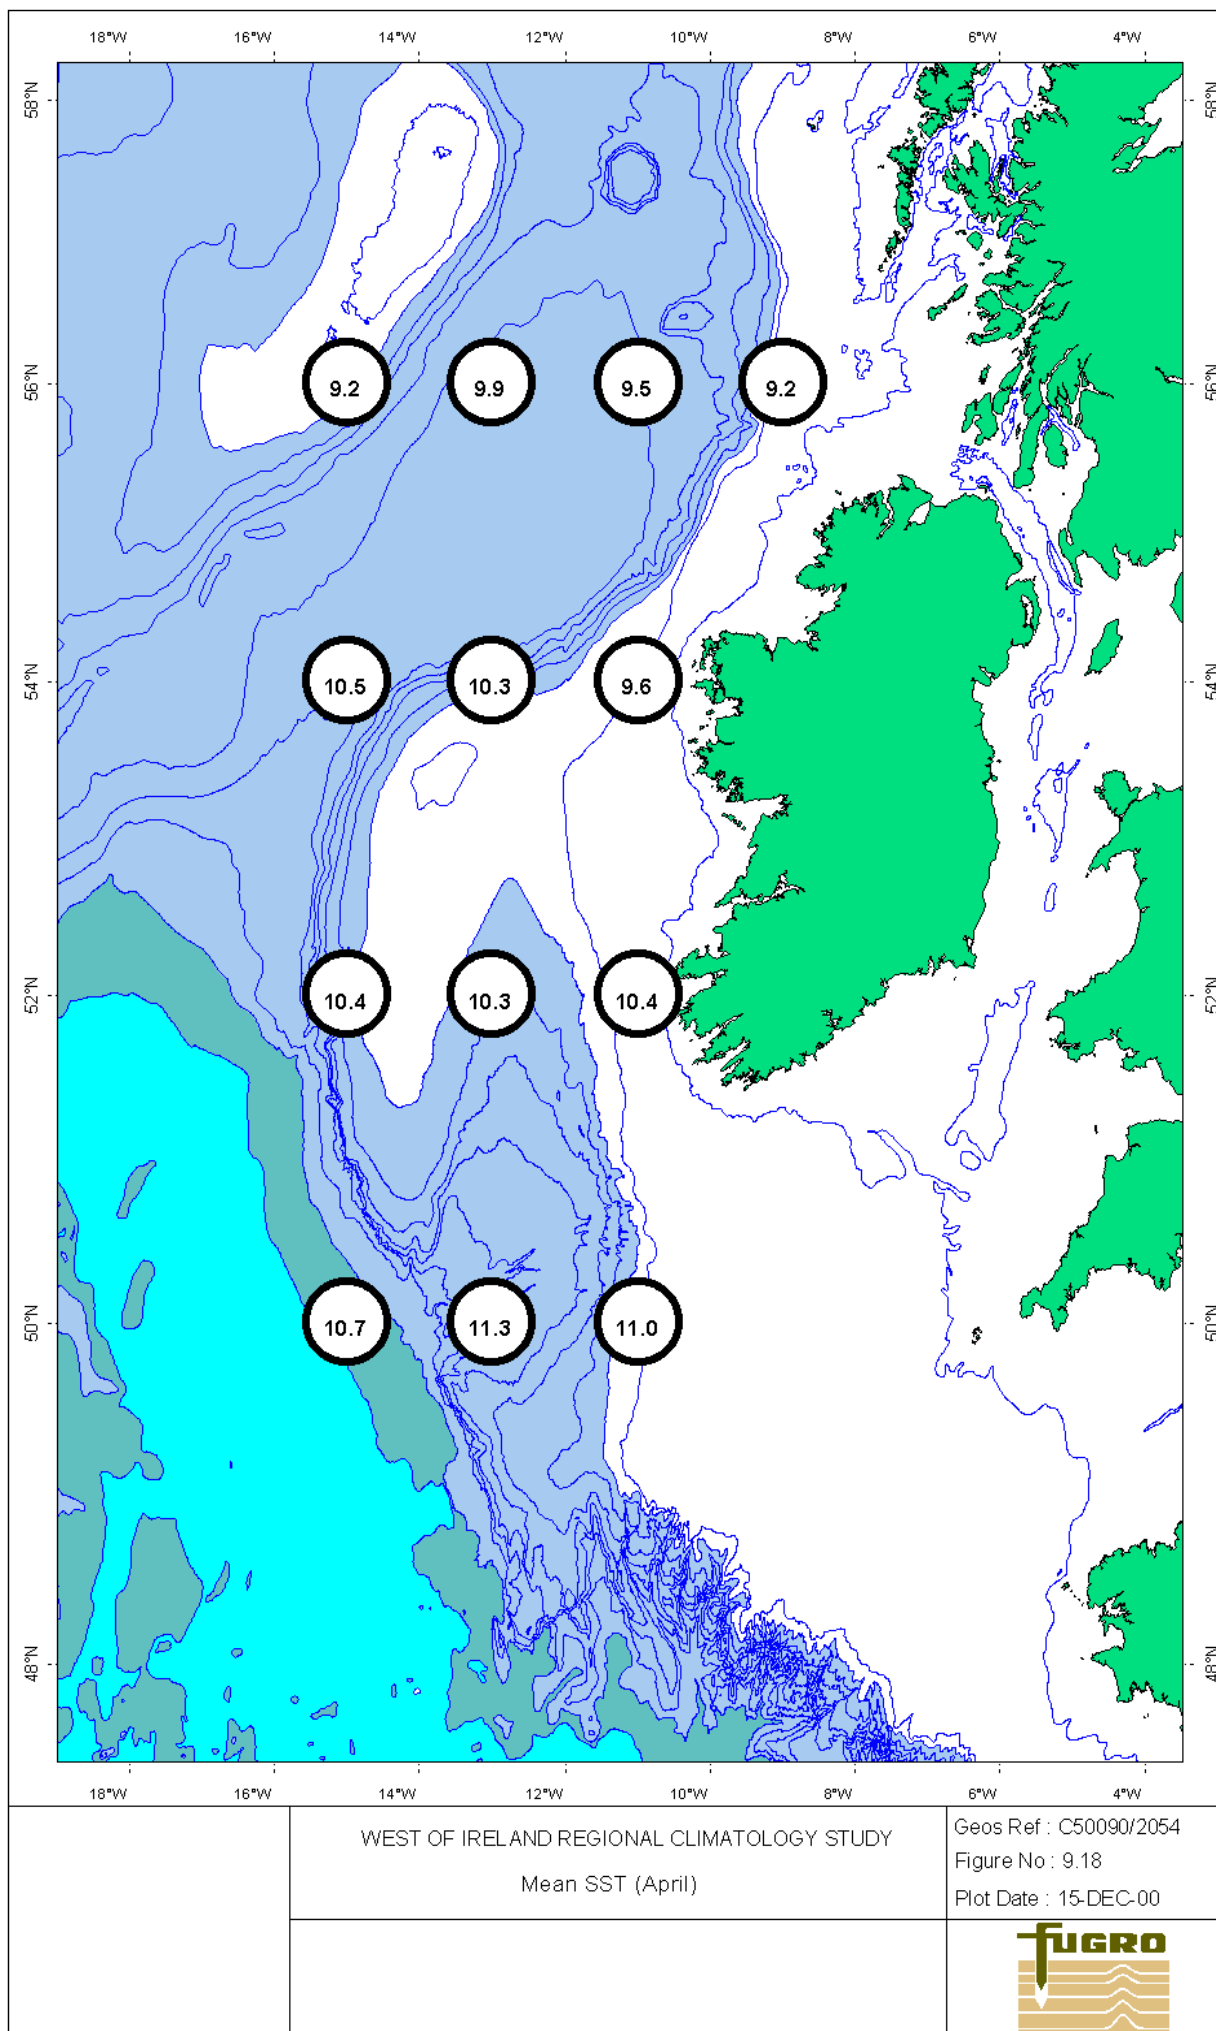 18°W 16°W 14°W 12°W 10°W 8°W 6°W 4°W
58°N 58°N
56°N 9.2 9.9 9.5 9.2 56°N
54°N 10.5 10.3 9.6 54°N
52°N 10.4 10.3 10.4 52°N
50°N 10.7 11.3 11.0 50°N
48°N 48°N
18°W 16°W 14°W 12°W 10°W 8°W 6°W 4°W
WEST OF IRELAND REGIONAL CLIMATOLOGY STUDY
Mean SST (April)
Geos Ref : C50090/2054
Figure No : 9.18
Plot Date : 15-DEC-00
fUGRO